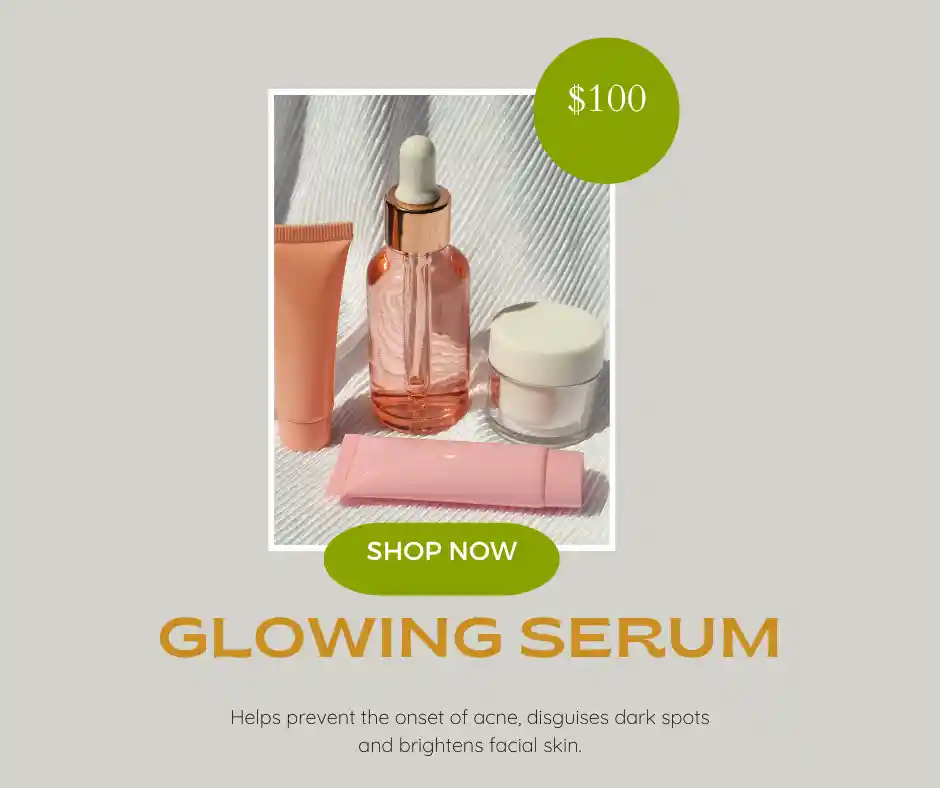 $100
SHOP NOW
GLOWING SERUM
Helps prevent the onset of acne, disguises dark spots
and brightens facial skin.